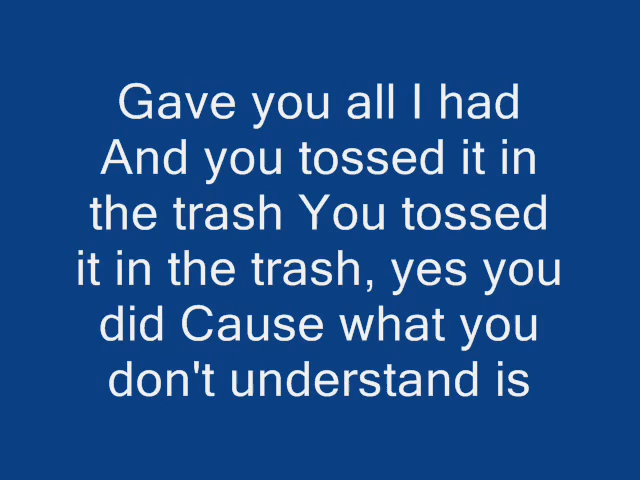 Gave you all I had
And you tossed it in
the trash You tossed
it in the trash, yes you
did Cause what you
don't understand is